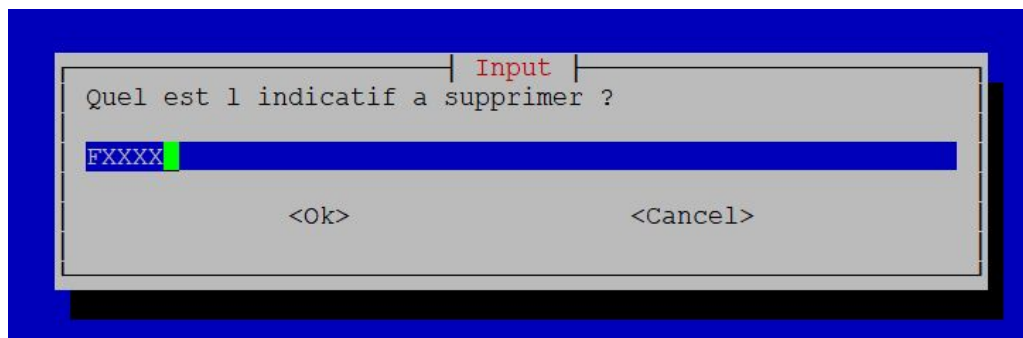 Input
Quel est l indicatif a supprimer ?
FXXXX
<Ok> <Cancel>